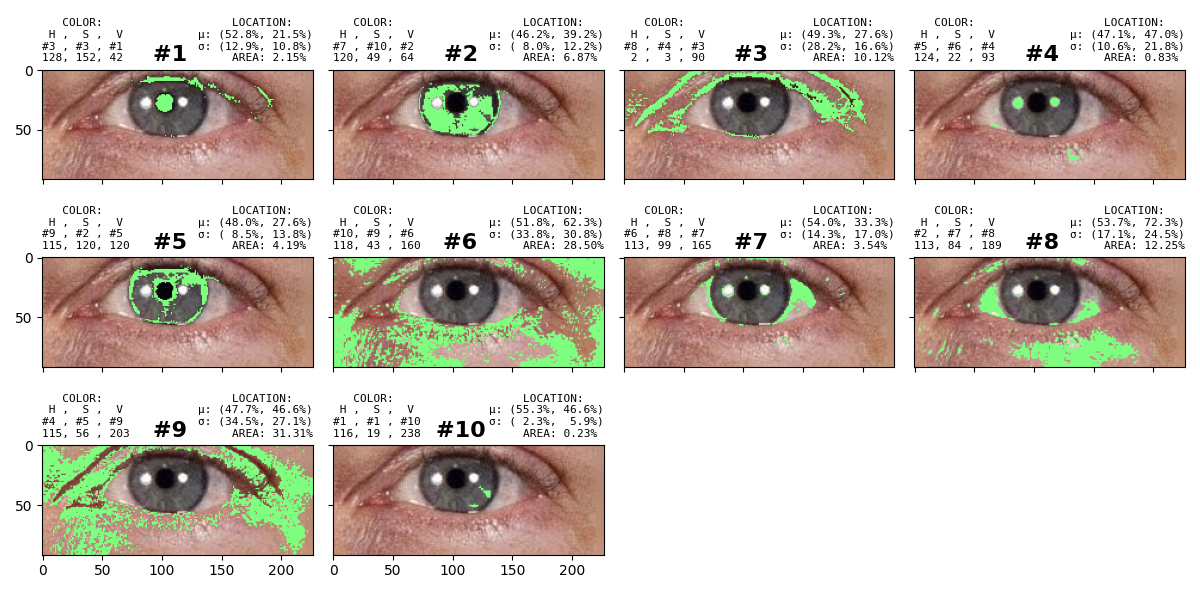 COLOR: LOCATION:
H , S , V μ: (52.8%, 21.5%)
#3 , #3 , #1 #1 σ: (12.9%, 10.8%)
128, 152, 42 AREA: 2.15%
COLOR: LOCATION:
H , S , V μ: (46.2%, 39.2%)
#7 , #10, #2 #2 σ: ( 8.0%, 12.2%)
120, 49 , 64 AREA: 6.87%
COLOR: LOCATION:
H , S , V μ: (49.3%, 27.6%)
#8 , #4 , #3 #3 σ: (28.2%, 16.6%)
2 , 3 , 90 AREA: 10.12%
COLOR: LOCATION:
H , S , V μ: (47.1%, 47.0%)
#5 , #6 , #4 #4 σ: (10.6%, 21.8%)
124, 22 , 93 AREA: 0.83%
0
50
COLOR: LOCATION:
H , S , V μ: (48.0%, 27.6%)
#9 , #2 , #5 #5 σ: ( 8.5%, 13.8%)
115, 120, 120 AREA: 4.19%
COLOR: LOCATION:
H , S , V μ: (51.8%, 62.3%)
#10, #9 , #6 #6 σ: (33.8%, 30.8%)
118, 43 , 160 AREA: 28.50%
COLOR: LOCATION:
H , S , V μ: (54.0%, 33.3%)
#6 , #8 , #7 #7 σ: (14.3%, 17.0%)
113, 99 , 165 AREA: 3.54%
COLOR: LOCATION:
H , S , V μ: (53.7%, 72.3%)
#2 , #7 , #8 #8 σ: (17.1%, 24.5%)
113, 84 , 189 AREA: 12.25%
0
50
COLOR: LOCATION:
H , S , V μ: (47.7%, 46.6%)
#4 , #5 , #9 #9 σ: (34.5%, 27.1%)
115, 56 , 203 AREA: 31.31%
COLOR: LOCATION:
H , S , V μ: (55.3%, 46.6%)
#1 , #1 , #10 #10 σ: ( 2.3%, 5.9%)
116, 19 , 238 AREA: 0.23%
0
50
0 50 100 150 200
0 50 100 150 200